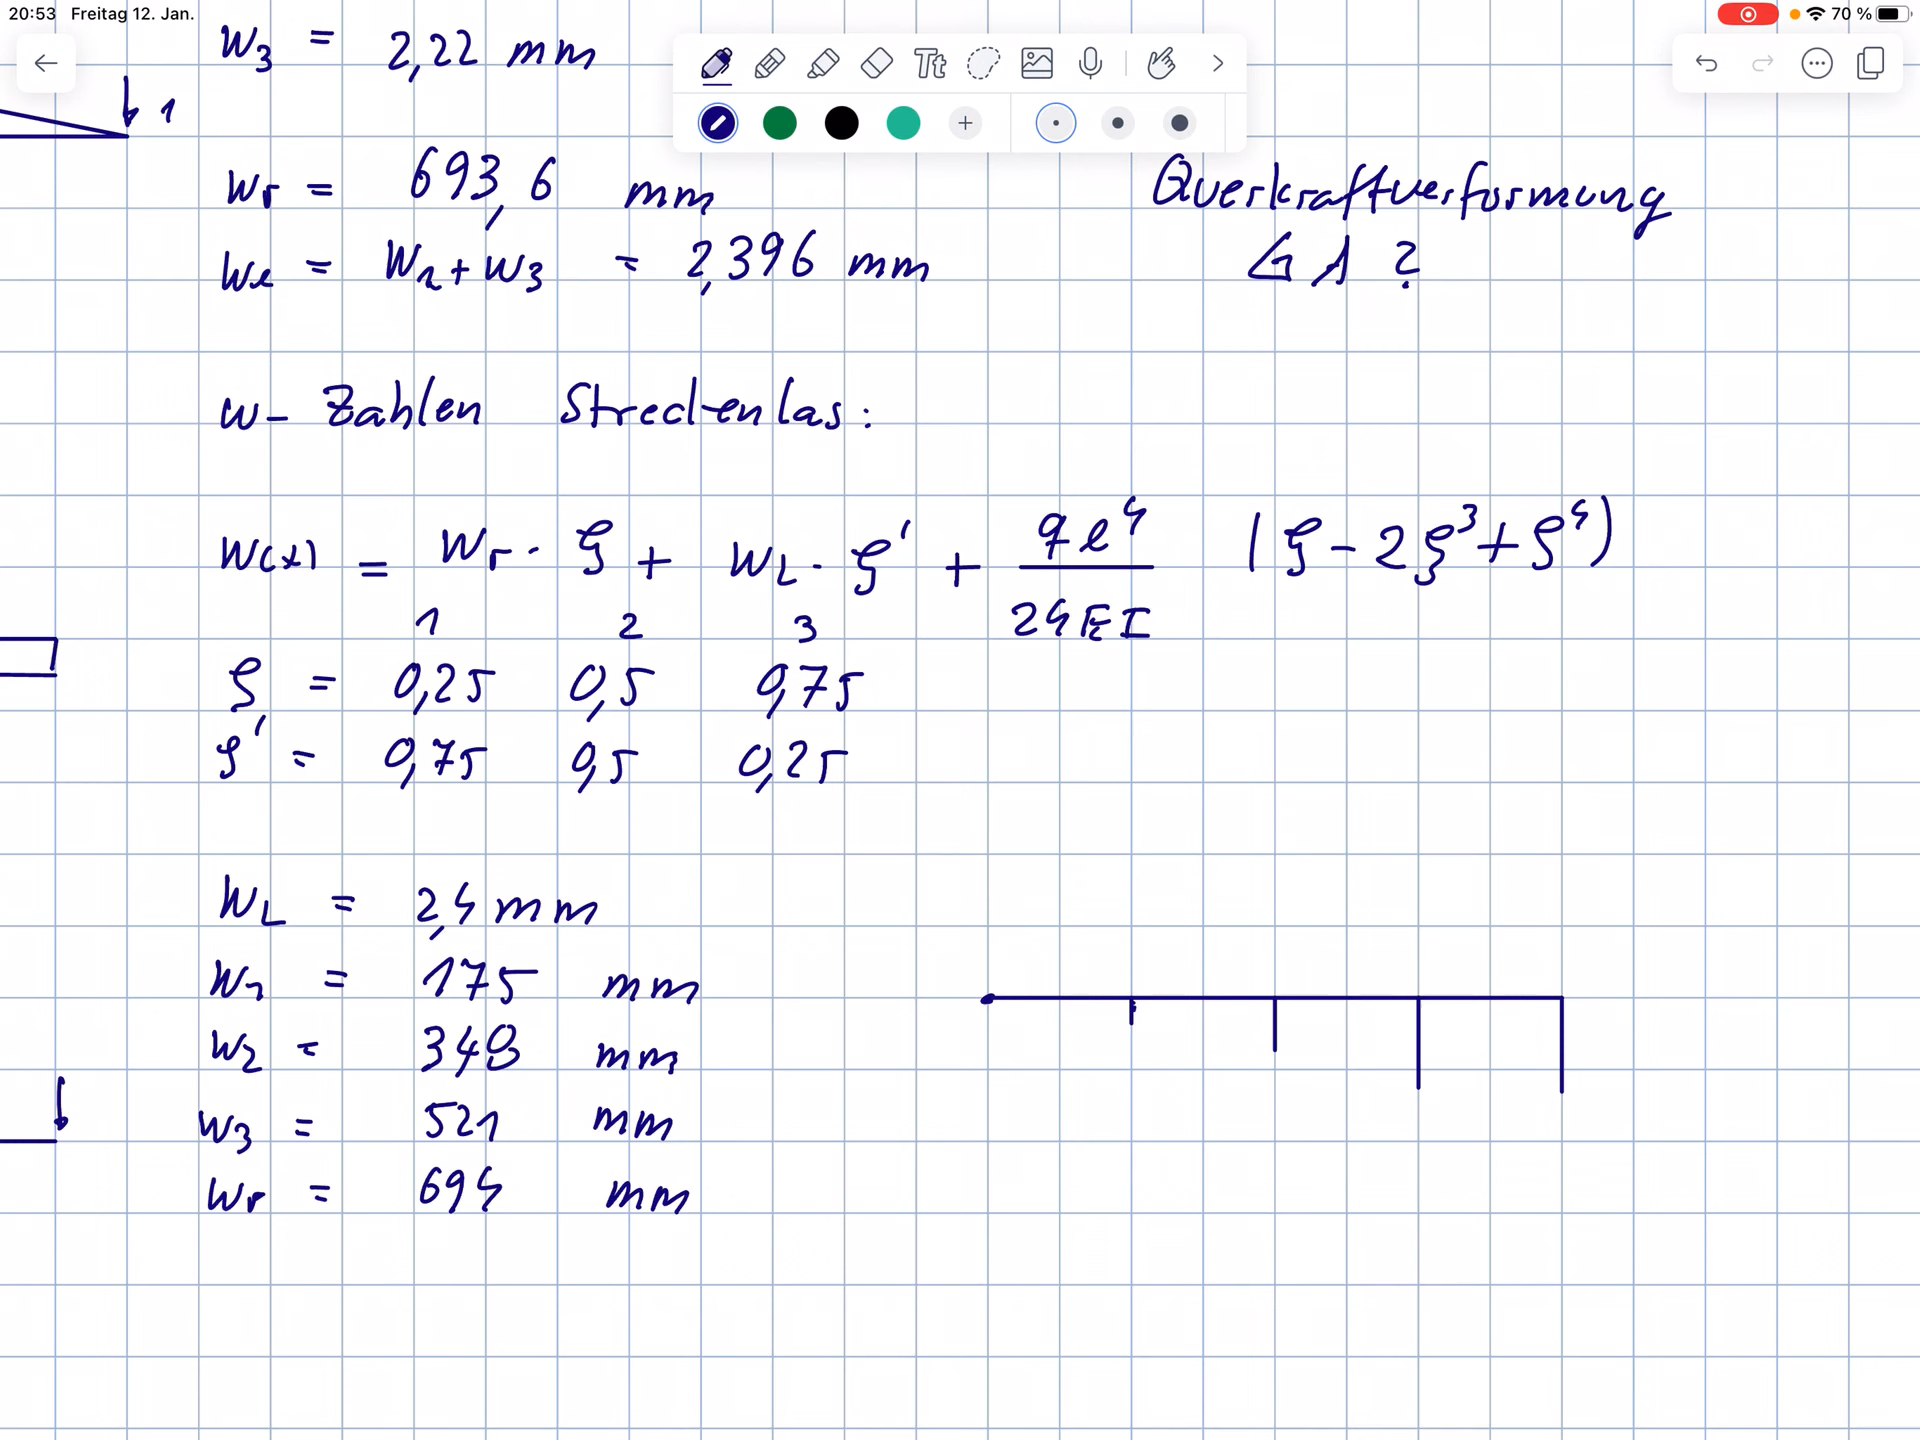 20:53 Freitag 12. Jan.
70 %
Tt
w3 = 2,22 mm
1
wr = 693,6 mm
Querkraftverformung
we = w2 + w3 = 2,396 mm
GA ?
w- Zahlen Streckenlas:
w(x) = wr · ξ + wL · ξ' + qℓ⁴ / 24EI (ξ - 2ξ³ + ξ⁴)
1 2 3
ξ = 0,25 0,5 0,75
ξ' = 0,75 0,5 0,25
wL = 2,4 mm
w1 = 175 mm
w2 = 348 mm
w3 = 521 mm
wr = 694 mm